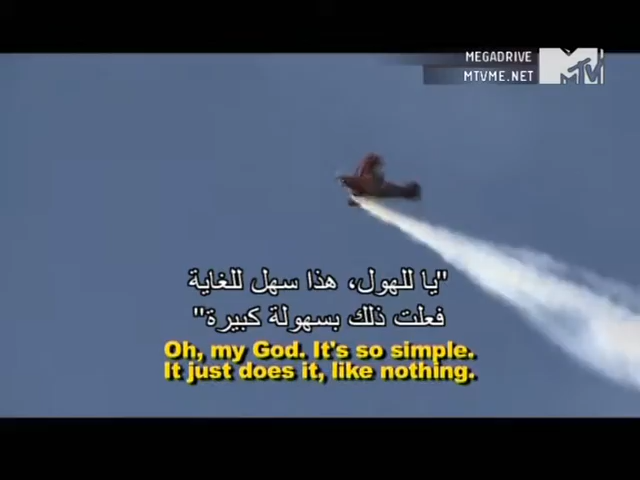 MEGADRIVE
MTVME.NET
MTV
"يا للهول، هذا سهل للغاية
فعلت ذلك بسهولة كبيرة"
Oh, my God. It's so simple.
It just does it, like nothing.